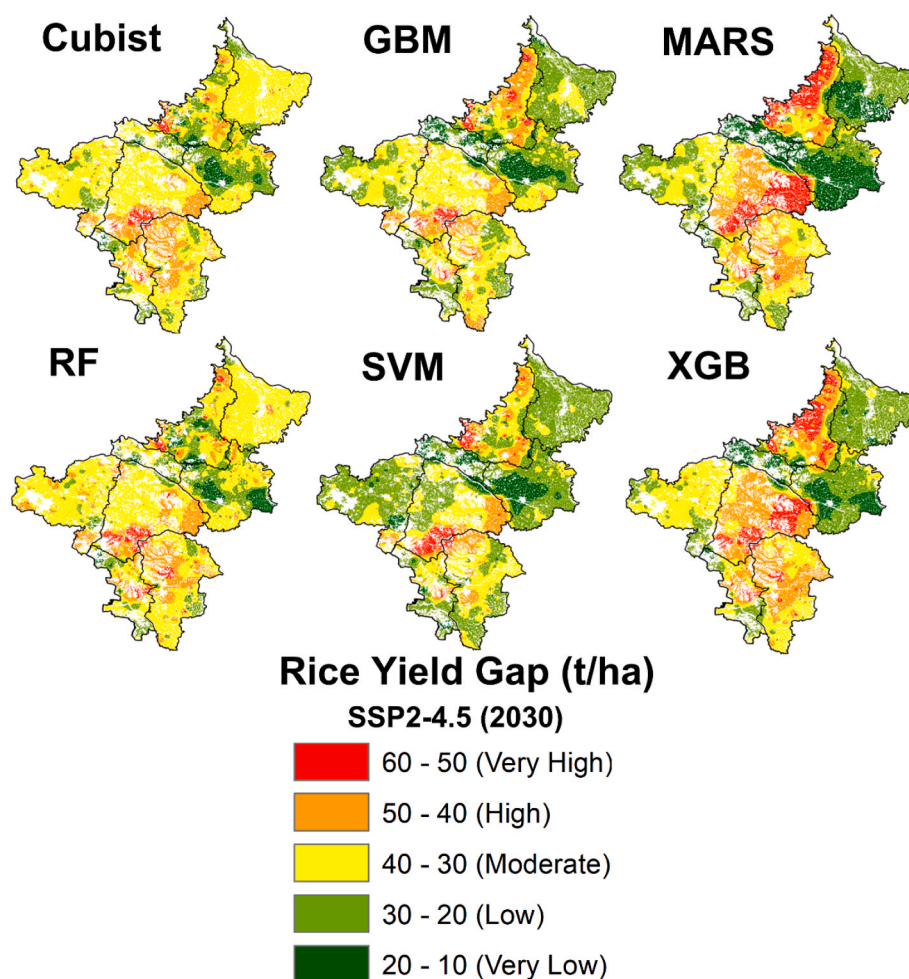 Cubist
GBM
MARS
RF
SVM
XGB
Rice Yield Gap (t/ha)
SSP2-4.5 (2030)
60 - 50 (Very High)
50 - 40 (High)
40 - 30 (Moderate)
30 - 20 (Low)
20 - 10 (Very Low)